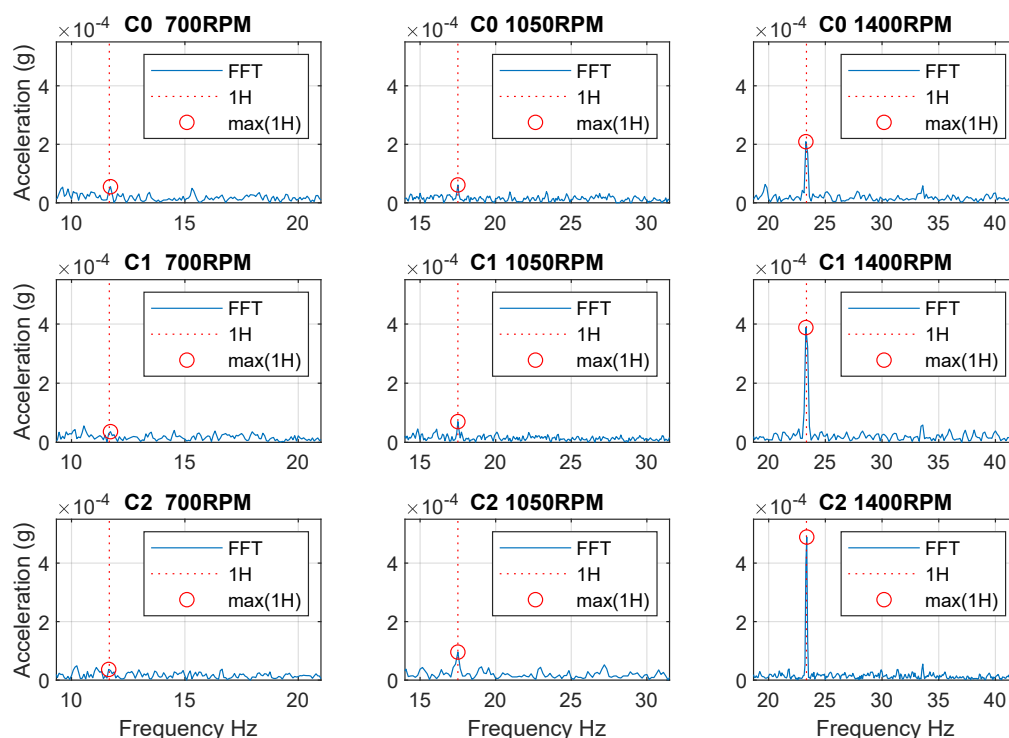 C0  700RPM
×10⁻⁴
Acceleration (g)
4
2
0
10 15 20
FFT
1H
max(1H)
C0 1050RPM
×10⁻⁴
4
2
0
15 20 25 30
FFT
1H
max(1H)
C0 1400RPM
×10⁻⁴
4
2
0
20 25 30 35 40
FFT
1H
max(1H)
C1  700RPM
×10⁻⁴
Acceleration (g)
4
2
0
10 15 20
FFT
1H
max(1H)
C1 1050RPM
×10⁻⁴
4
2
0
15 20 25 30
FFT
1H
max(1H)
C1 1400RPM
×10⁻⁴
4
2
0
20 25 30 35 40
FFT
1H
max(1H)
C2  700RPM
×10⁻⁴
Acceleration (g)
4
2
0
10 15 20
Frequency Hz
FFT
1H
max(1H)
C2 1050RPM
×10⁻⁴
4
2
0
15 20 25 30
Frequency Hz
FFT
1H
max(1H)
C2 1400RPM
×10⁻⁴
4
2
0
20 25 30 35 40
Frequency Hz
FFT
1H
max(1H)